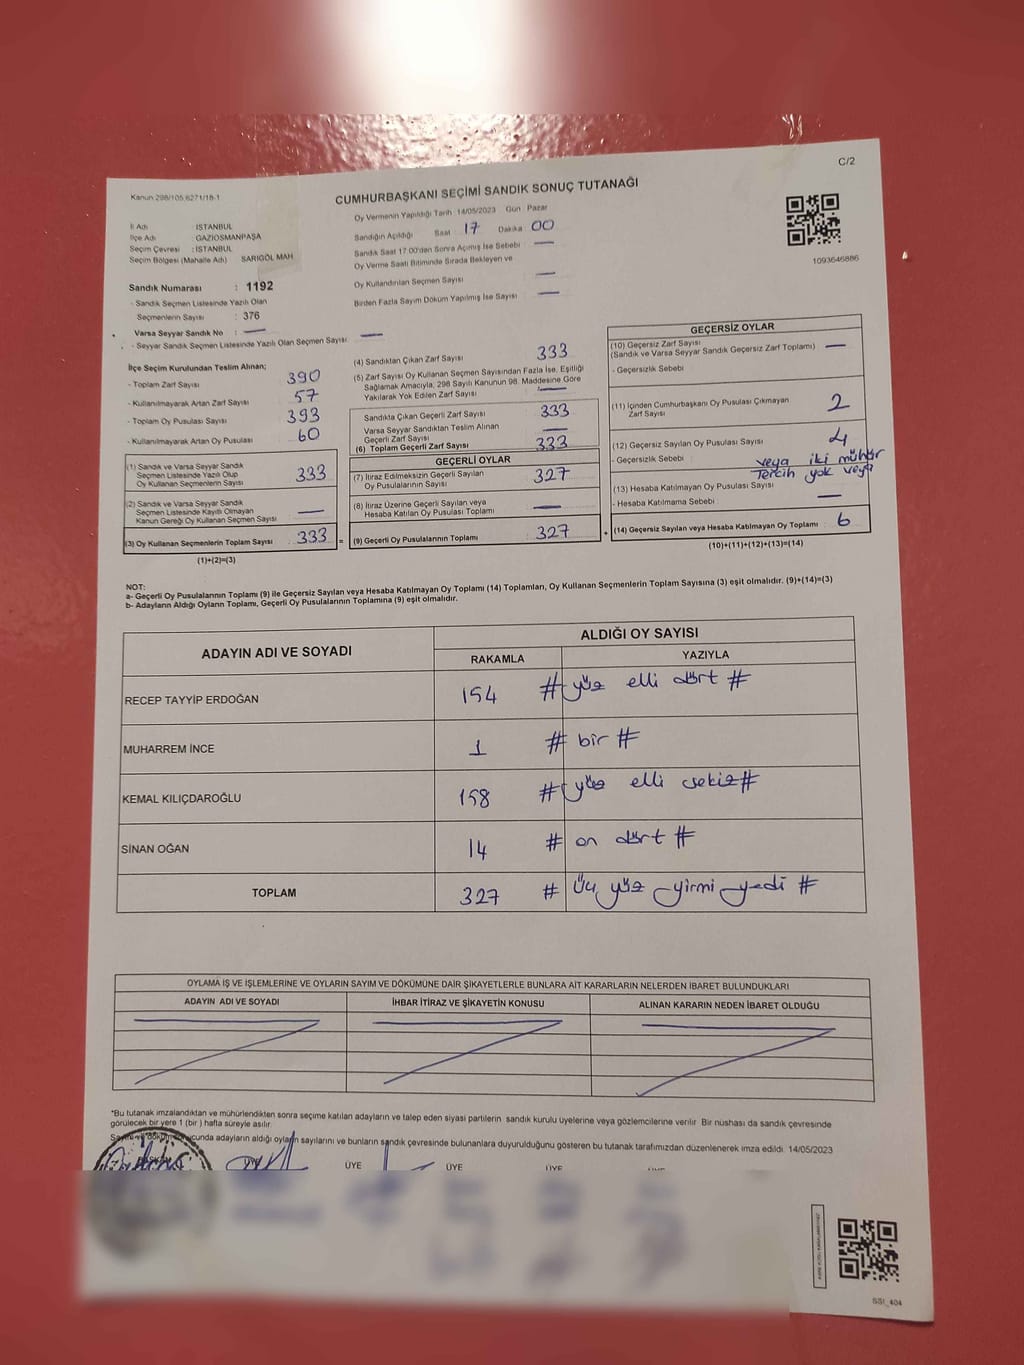 C/2
Kanun 298/105,6271/18-1
CUMHURBAŞKANI SEÇİMİ SANDIK SONUÇ TUTANAĞI
Oy Vermenin Yapıldığı Tarih 14/05/2023 Gün Pazar
İl Adı : İSTANBUL
İlçe Adı : GAZİOSMANPAŞA
Seçim Çevresi : İSTANBUL
Seçim Bölgesi (Mahalle Adı) SARIGÖL MAH
Sandığın Açıldığı Saat 17 Dakika 00
Sandık Saat 17.00'den Sonra Açılmış İse Sebebi —
Oy Verme Saati Bitiminde Sırada Bekleyen ve
Oy Kullandırılan Seçmen Sayısı —
Birden Fazla Sayım Döküm Yapılmış İse Sayısı —
1093646886
Sandık Numarası : 1192
- Sandık Seçmen Listesinde Yazılı Olan
Seçmenlerin Sayısı : 376
Varsa Seyyar Sandık No : —
- Seyyar Sandık Seçmen Listesinde Yazılı Olan Seçmen Sayısı —
İlçe Seçim Kurulundan Teslim Alınan;
- Toplam Zarf Sayısı 390
- Kullanılmayarak Artan Zarf Sayısı 57
- Toplam Oy Pusulası Sayısı 393
- Kullanılmayarak Artan Oy Pusulası 60
(1) Sandık ve Varsa Seyyar Sandık
Seçmen Listesinde Yazılı Olup
Oy Kullanan Seçmenlerin Sayısı 333
(2) Sandık ve Varsa Seyyar Sandık
Seçmen Listesinde Kayıtlı Olmayan
Kanun Gereği Oy Kullanan Seçmen Sayısı —
(3) Oy Kullanan Seçmenlerin Toplam Sayısı 333 =
(1)+(2)=(3)
(4) Sandıktan Çıkan Zarf Sayısı 333
(5) Zarf Sayısı Oy Kullanan Seçmen Sayısından Fazla İse, Eşitliği
Sağlamak Amacıyla, 298 Sayılı Kanunun 98. Maddesine Göre
Yakılarak Yok Edilen Zarf Sayısı —
Sandıkta Çıkan Geçerli Zarf Sayısı 333
Varsa Seyyar Sandıktan Teslim Alınan
Geçerli Zarf Sayısı —
(6) Toplam Geçerli Zarf Sayısı 333
GEÇERLİ OYLAR
(7) İtiraz Edilmeksizin Geçerli Sayılan
Oy Pusulalarının Sayısı 327
(8) İtiraz Üzerine Geçerli Sayılan veya
Hesaba Katılan Oy Pusulası Toplamı —
(9) Geçerli Oy Pusulalarının Toplamı 327 +
GEÇERSİZ OYLAR
(10) Geçersiz Zarf Sayısı
(Sandık ve Varsa Seyyar Sandık Geçersiz Zarf Toplamı) —
- Geçersizlik Sebebi
(11) İçinden Cumhurbaşkanı Oy Pusulası Çıkmayan
Zarf Sayısı 2
(12) Geçersiz Sayılan Oy Pusulası Sayısı 4
- Geçersizlik Sebebi veya iki mühür
Tercih yok veya
(13) Hesaba Katılmayan Oy Pusulası Sayısı —
- Hesaba Katılmama Sebebi
(14) Geçersiz Sayılan veya Hesaba Katılmayan Oy Toplamı 6
(10)+(11)+(12)+(13)=(14)
NOT:
a- Geçerli Oy Pusulalarının Toplamı (9) ile Geçersiz Sayılan veya Hesaba Katılmayan Oy Toplamı (14) Toplamları, Oy Kullanan Seçmenlerin Toplam Sayısına (3) eşit olmalıdır. (9)+(14)=(3)
b- Adayların Aldığı Oyların Toplamı, Geçerli Oy Pusulalarının Toplamına (9) eşit olmalıdır.
ADAYIN ADI VE SOYADI
ALDIĞI OY SAYISI
RAKAMLA YAZIYLA
RECEP TAYYİP ERDOĞAN 154 # yüz elli dört #
MUHARREM İNCE 1 # bir #
KEMAL KILIÇDAROĞLU 158 # yüz elli sekiz #
SİNAN OĞAN 14 # on dört #
TOPLAM 327 # Üç yüz yirmi yedi #
OYLAMA İŞ VE İŞLEMLERİNE VE OYLARIN SAYIM VE DÖKÜMÜNE DAİR ŞİKAYETLERLE BUNLARA AİT KARARLARIN NELERDEN İBARET BULUNDUKLARI
ADAYIN ADI VE SOYADI İHBAR İTİRAZ VE ŞİKAYETİN KONUSU ALINAN KARARIN NEDEN İBARET OLDUĞU
*Bu tutanak imzalandıktan ve mühürlendikten sonra seçime katılan adayların ve talep eden siyasi partilerin sandık kurulu üyelerine veya gözlemcilerine verilir. Bir nüshası da sandık çevresinde
görülecek bir yere 1 (bir) hafta süreyle asılır.
Sayım ve döküm sonucunda adayların aldığı oyların sayılarını ve bunların sandık çevresinde bulunanlara duyurulduğunu gösteren bu tutanak tarafımızdan düzenlenerek imza edildi. 14/05/2023
ÜYE ÜYE ÜYE
SSI_404